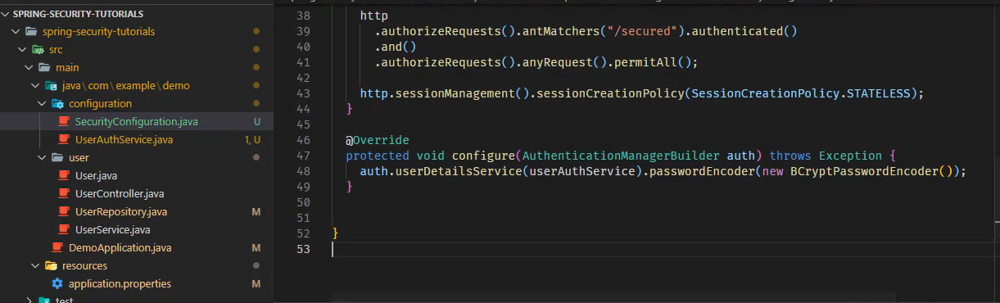 SPRING-SECURITY-TUTORIALS
spring-security-tutorials
src
main
java\com\example\demo
configuration
SecurityConfiguration.java U
UserAuthService.java 1, U
user
User.java
UserController.java
UserRepository.java M
UserService.java
DemoApplication.java M
resources
application.properties M
test
38 http
39 .authorizeRequests().antMatchers("/secured").authenticated()
40 .and()
41 .authorizeRequests().anyRequest().permitAll();
42
43 http.sessionManagement().sessionCreationPolicy(SessionCreationPolicy.STATELESS);
44 }
45
46 @Override
47 protected void configure(AuthenticationManagerBuilder auth) throws Exception {
48 auth.userDetailsService(userAuthService).passwordEncoder(new BCryptPasswordEncoder());
49 }
50
51
52 }
53